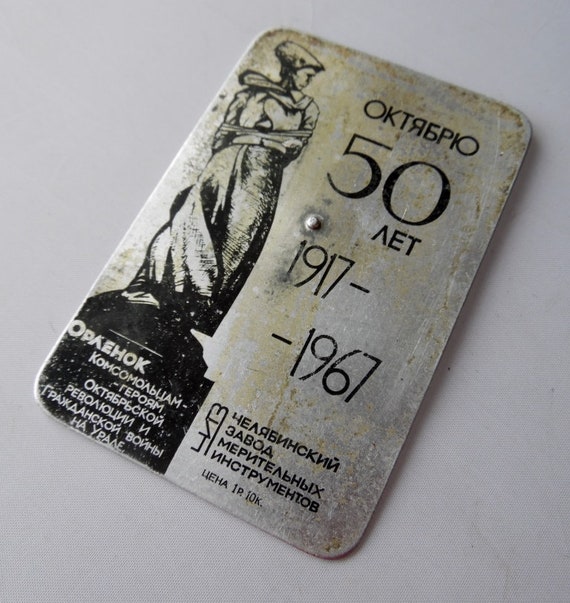 ОКТЯБРЮ
50
ЛЕТ
1917-
-1967
ОРЛЕНОК
КОМСОМОЛЬЦАМ-
ГЕРОЯМ
ОКТЯБРЬСКОЙ
РЕВОЛЮЦИИ И
ГРАЖДАНСКОЙ ВОЙНЫ
НА УРАЛЕ
ЧИЗ
ЧЕЛЯБИНСКИЙ
ЗАВОД
МЕРИТЕЛЬНЫХ
ИНСТРУМЕНТОВ
ЦЕНА 1Р. 10К.